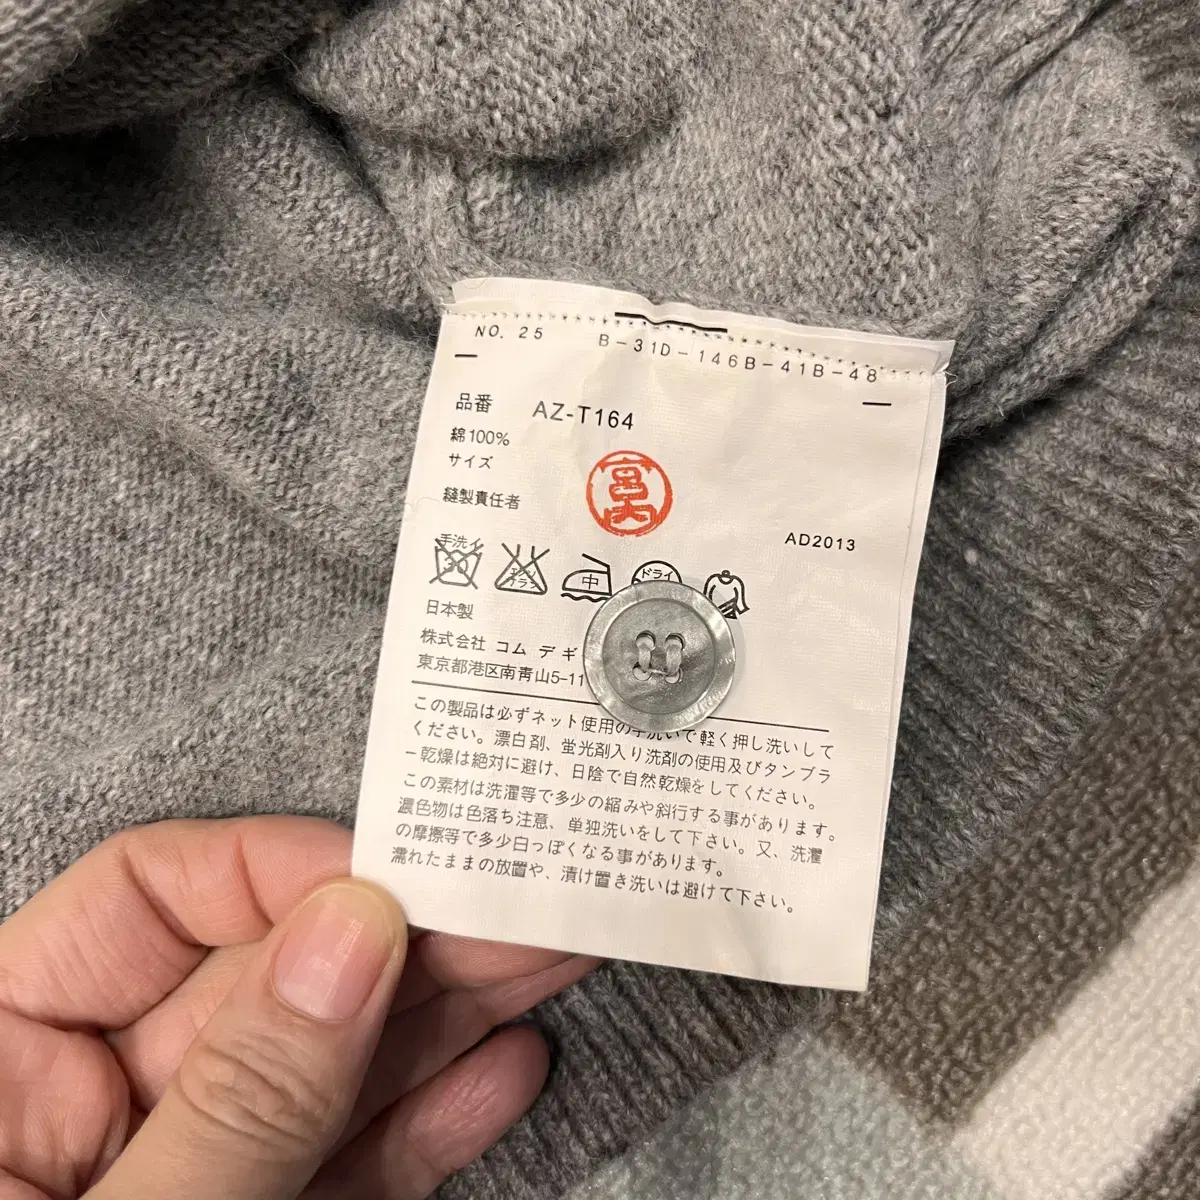 NO. 25 B-31D-146B-41B-48
品番 AZ-T164
綿100%
サイズ
縫製責任者
AD2013
手洗イ
30
エンソ
サラシ
中
ドライ
日本製
株式会社 コム デ ギ
東京都港区南青山5-11
この製品は必ずネット使用の手洗いで軽く押し洗いして
ください。漂白剤、蛍光剤入り洗剤の使用及びタンブラ
ー乾燥は絶対に避け、日陰で自然乾燥をしてください。
この素材は洗濯等で多少の縮みや斜行する事があります。
濃色物は色落ち注意、単独洗いをして下さい。又、洗濯
の摩擦等で多少白っぽくなる事があります。
濡れたままの放置や、漬け置き洗いは避けて下さい。